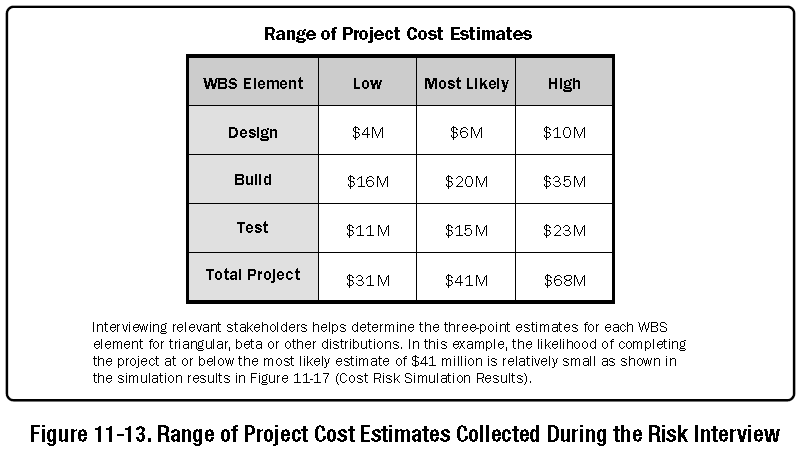 Range of Project Cost Estimates
WBS Element Low Most Likely High
Design $4M $6M $10M
Build $16M $20M $35M
Test $11M $15M $23M
Total Project $31M $41M $68M
Interviewing relevant stakeholders helps determine the three-point estimates for each WBS
element for triangular, beta or other distributions. In this example, the likelihood of completing
the project at or below the most likely estimate of $41 million is relatively small as shown in
the simulation results in Figure 11-17 (Cost Risk Simulation Results).
Figure 11-13. Range of Project Cost Estimates Collected During the Risk Interview